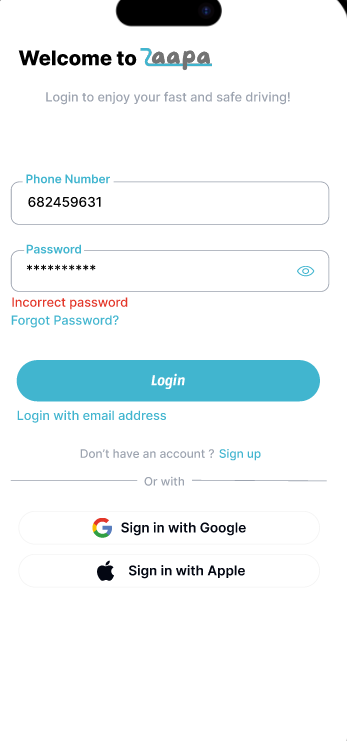 Welcome to Zaapa
Login to enjoy your fast and safe driving!
Phone Number
682459631
Password
**********
Incorrect password
Forgot Password?
Login
Login with email address
Don't have an account ? Sign up
Or with
Sign in with Google
Sign in with Apple